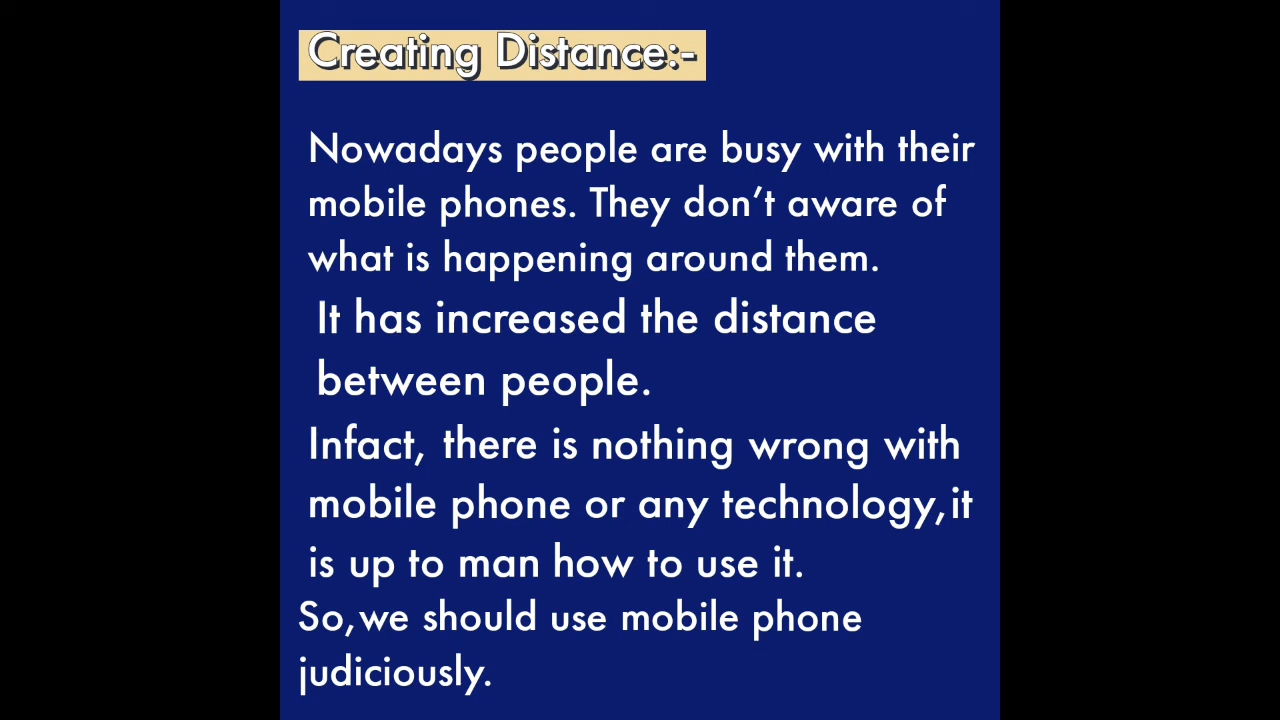 Creating Distance:-
Nowadays people are busy with their
mobile phones. They don’t aware of
what is happening around them.
It has increased the distance
between people.
Infact, there is nothing wrong with
mobile phone or any technology,it
is up to man how to use it.
So,we should use mobile phone
judiciously.